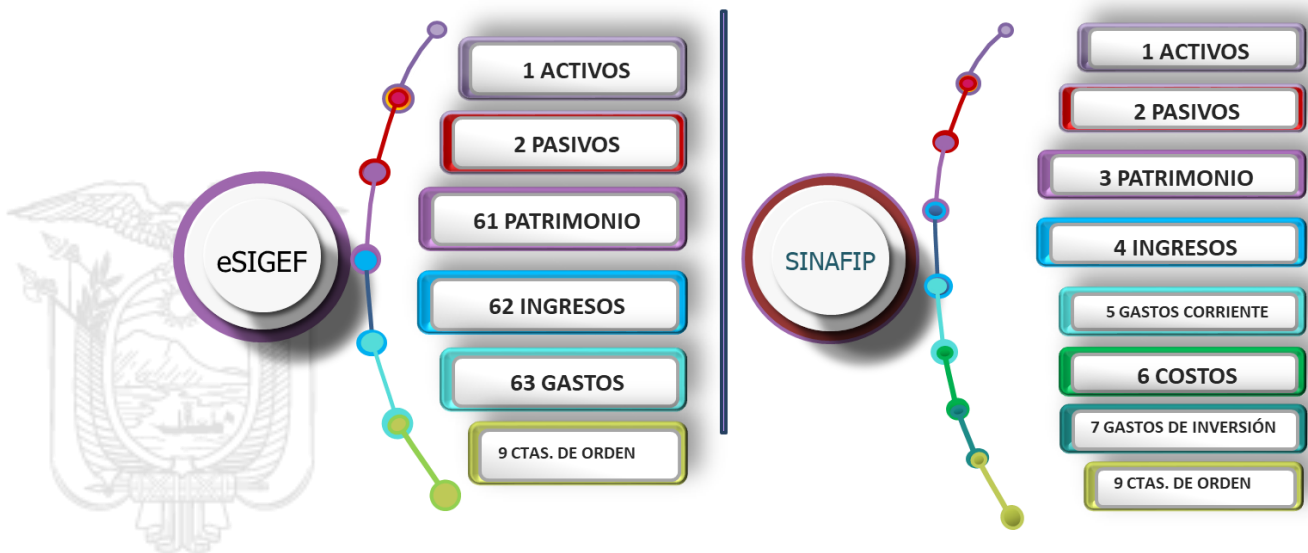 eSIGEF
1 ACTIVOS
2 PASIVOS
61 PATRIMONIO
62 INGRESOS
63 GASTOS
9 CTAS. DE ORDEN
SINAFIP
1 ACTIVOS
2 PASIVOS
3 PATRIMONIO
4 INGRESOS
5 GASTOS CORRIENTE
6 COSTOS
7 GASTOS DE INVERSIÓN
9 CTAS. DE ORDEN